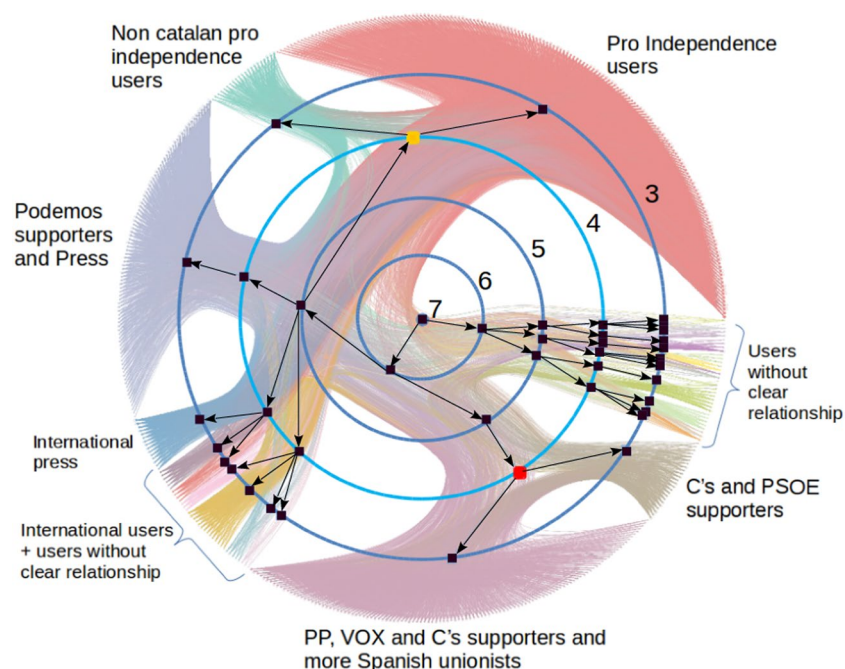 Non catalan pro
independence
users
Pro Independence
users
3
4
5
6
7
Podemos
supporters
and Press
Users
without
clear
relationship
International
press
C's and PSOE
supporters
International users
+ users without
clear relationship
PP, VOX and C's supporters and
more Spanish unionists